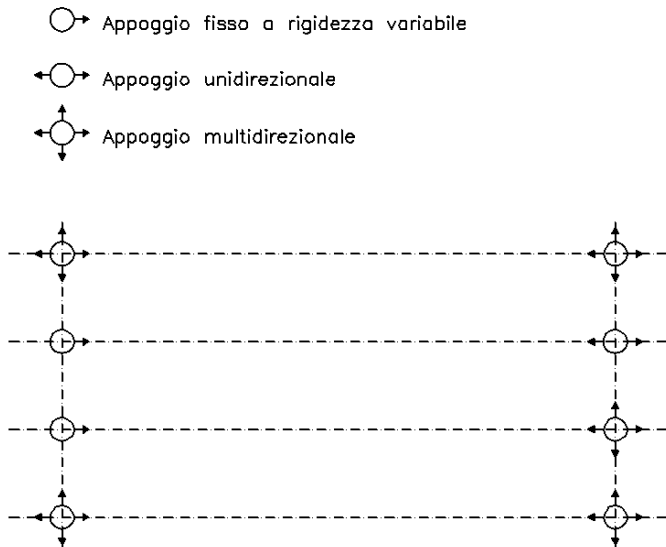 Appoggio fisso a rigidezza variabile
Appoggio unidirezionale
Appoggio multidirezionale